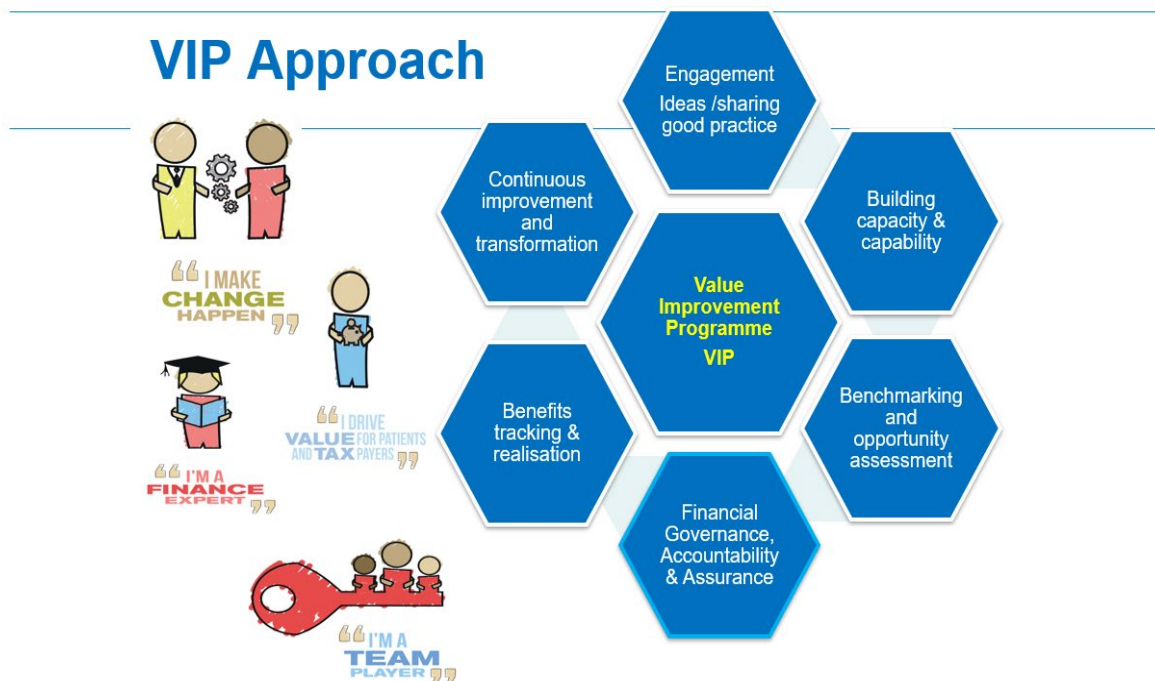 VIP Approach
Engagement
Ideas /sharing
good practice
Continuous
improvement
and
transformation
Building
capacity &
capability
Value
Improvement
Programme
VIP
Benefits
tracking &
realisation
Benchmarking
and
opportunity
assessment
Financial
Governance,
Accountability
& Assurance
“ I MAKE
CHANGE
HAPPEN ”
“ I DRIVE
VALUE FOR PATIENTS
AND TAX PAYERS ”
“ I'M A
FINANCE
EXPERT ”
“ I'M A
TEAM
PLAYER ”